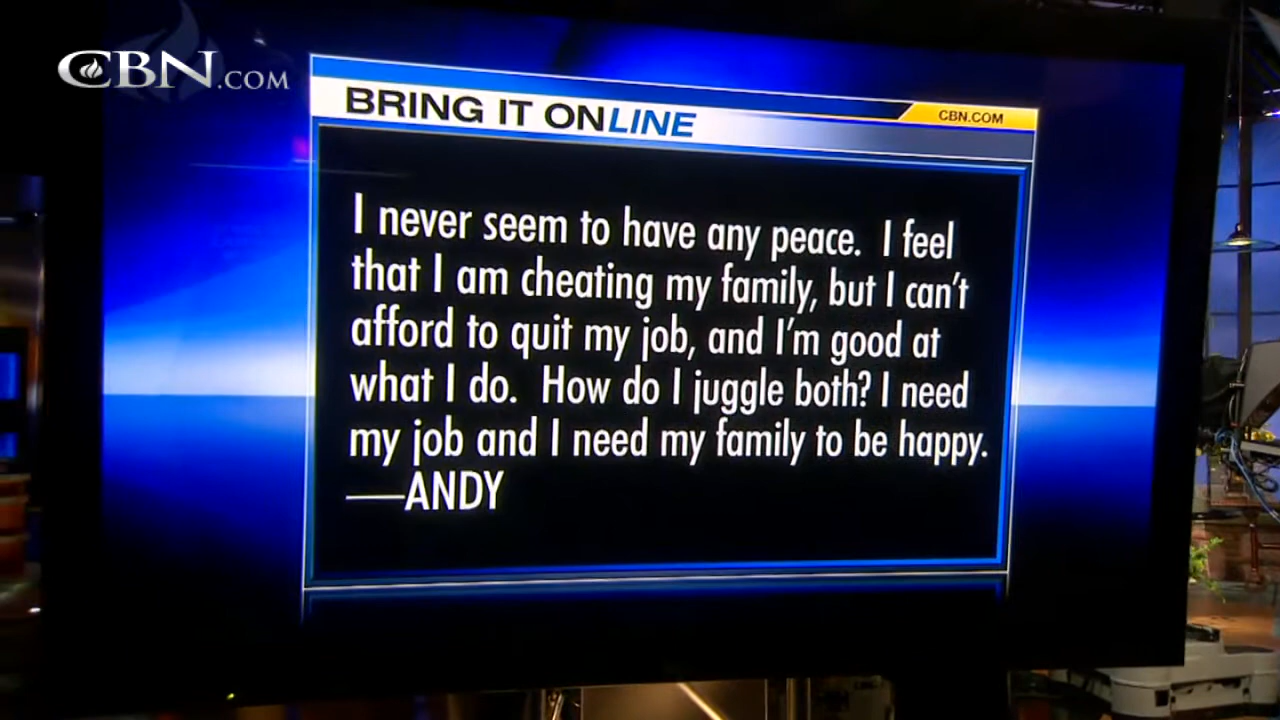 CBN.COM
BRING IT ONLINE
CBN.COM
I never seem to have any peace.  I feel
that I am cheating my family, but I can't
afford to quit my job, and I'm good at
what I do.  How do I juggle both? I need
my job and I need my family to be happy.
—ANDY